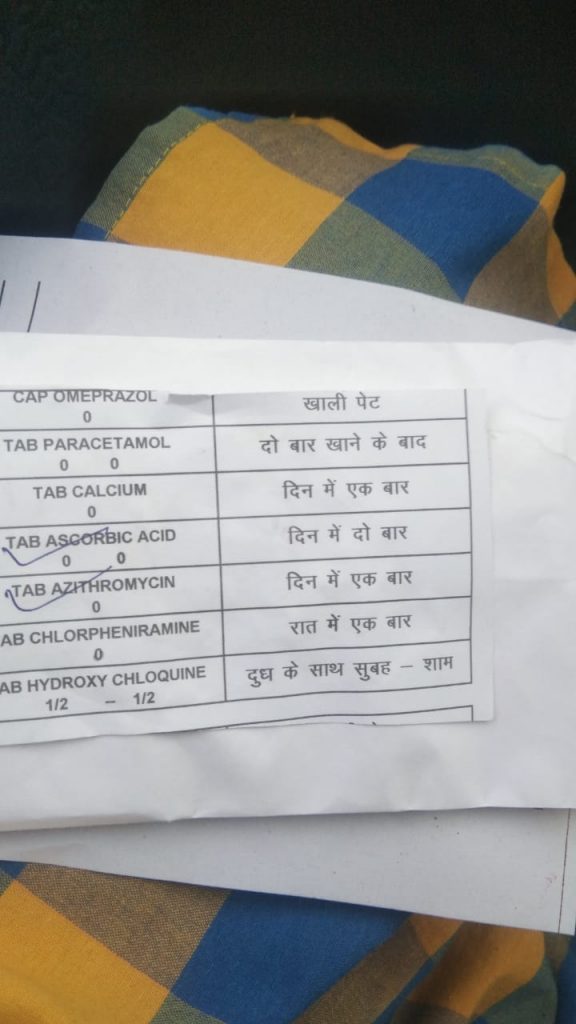 CAP OMEPRAZOL खाली पेट
0
TAB PARACETAMOL दो बार खाने के बाद
0 0
TAB CALCIUM दिन में एक बार
0
TAB ASCORBIC ACID दिन में दो बार
0 0
TAB AZITHROMYCIN दिन में एक बार
0
AB CHLORPHENIRAMINE रात में एक बार
0
AB HYDROXY CHLOQUINE दुध के साथ सुबह – शाम
1/2 – 1/2